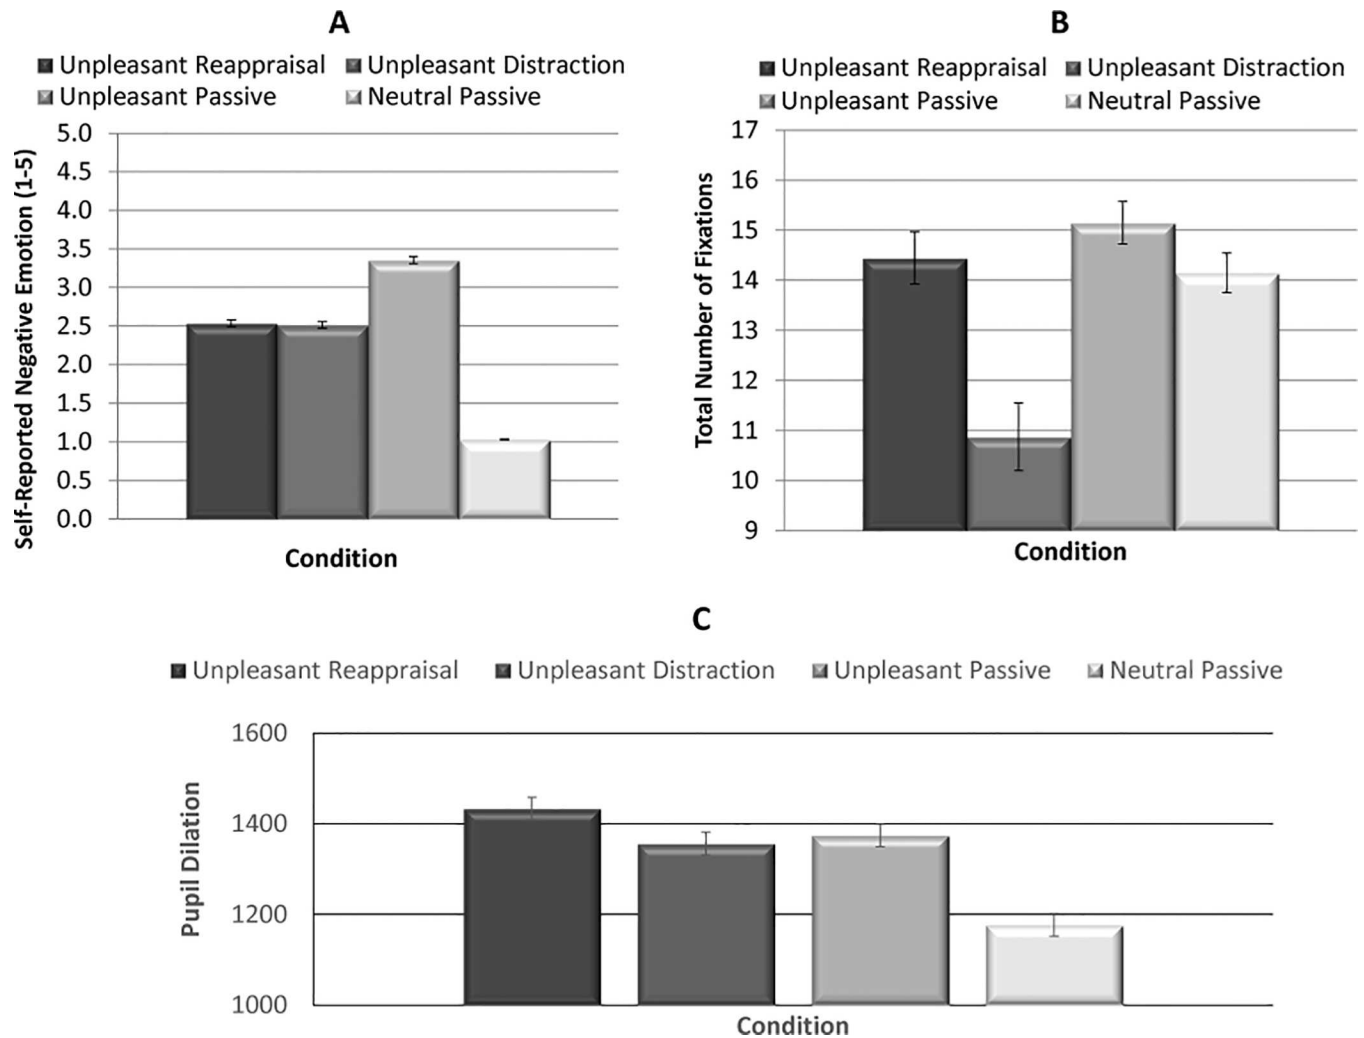 A
Unpleasant Reappraisal Unpleasant Distraction
Unpleasant Passive Neutral Passive
Self-Reported Negative Emotion (1-5)
5.0
4.5
4.0
3.5
3.0
2.5
2.0
1.5
1.0
0.5
0.0
Condition
B
Unpleasant Reappraisal Unpleasant Distraction
Unpleasant Passive Neutral Passive
Total Number of Fixations
17
16
15
14
13
12
11
10
9
Condition
C
Unpleasant Reappraisal Unpleasant Distraction Unpleasant Passive Neutral Passive
Pupil Dilation
1600
1400
1200
1000
Condition